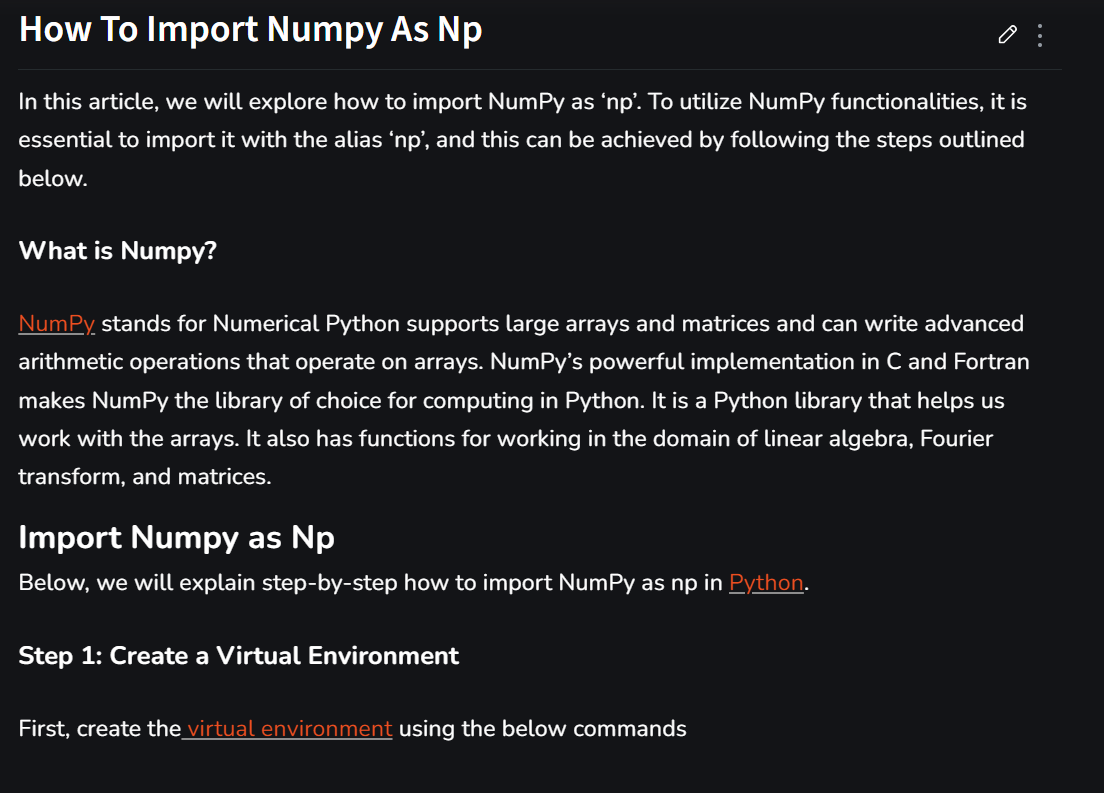 How To Import Numpy As Np
In this article, we will explore how to import NumPy as ‘np’. To utilize NumPy functionalities, it is
essential to import it with the alias ‘np’, and this can be achieved by following the steps outlined
below.
What is Numpy?
NumPy stands for Numerical Python supports large arrays and matrices and can write advanced
arithmetic operations that operate on arrays. NumPy’s powerful implementation in C and Fortran
makes NumPy the library of choice for computing in Python. It is a Python library that helps us
work with the arrays. It also has functions for working in the domain of linear algebra, Fourier
transform, and matrices.
Import Numpy as Np
Below, we will explain step-by-step how to import NumPy as np in Python.
Step 1: Create a Virtual Environment
First, create the virtual environment using the below commands